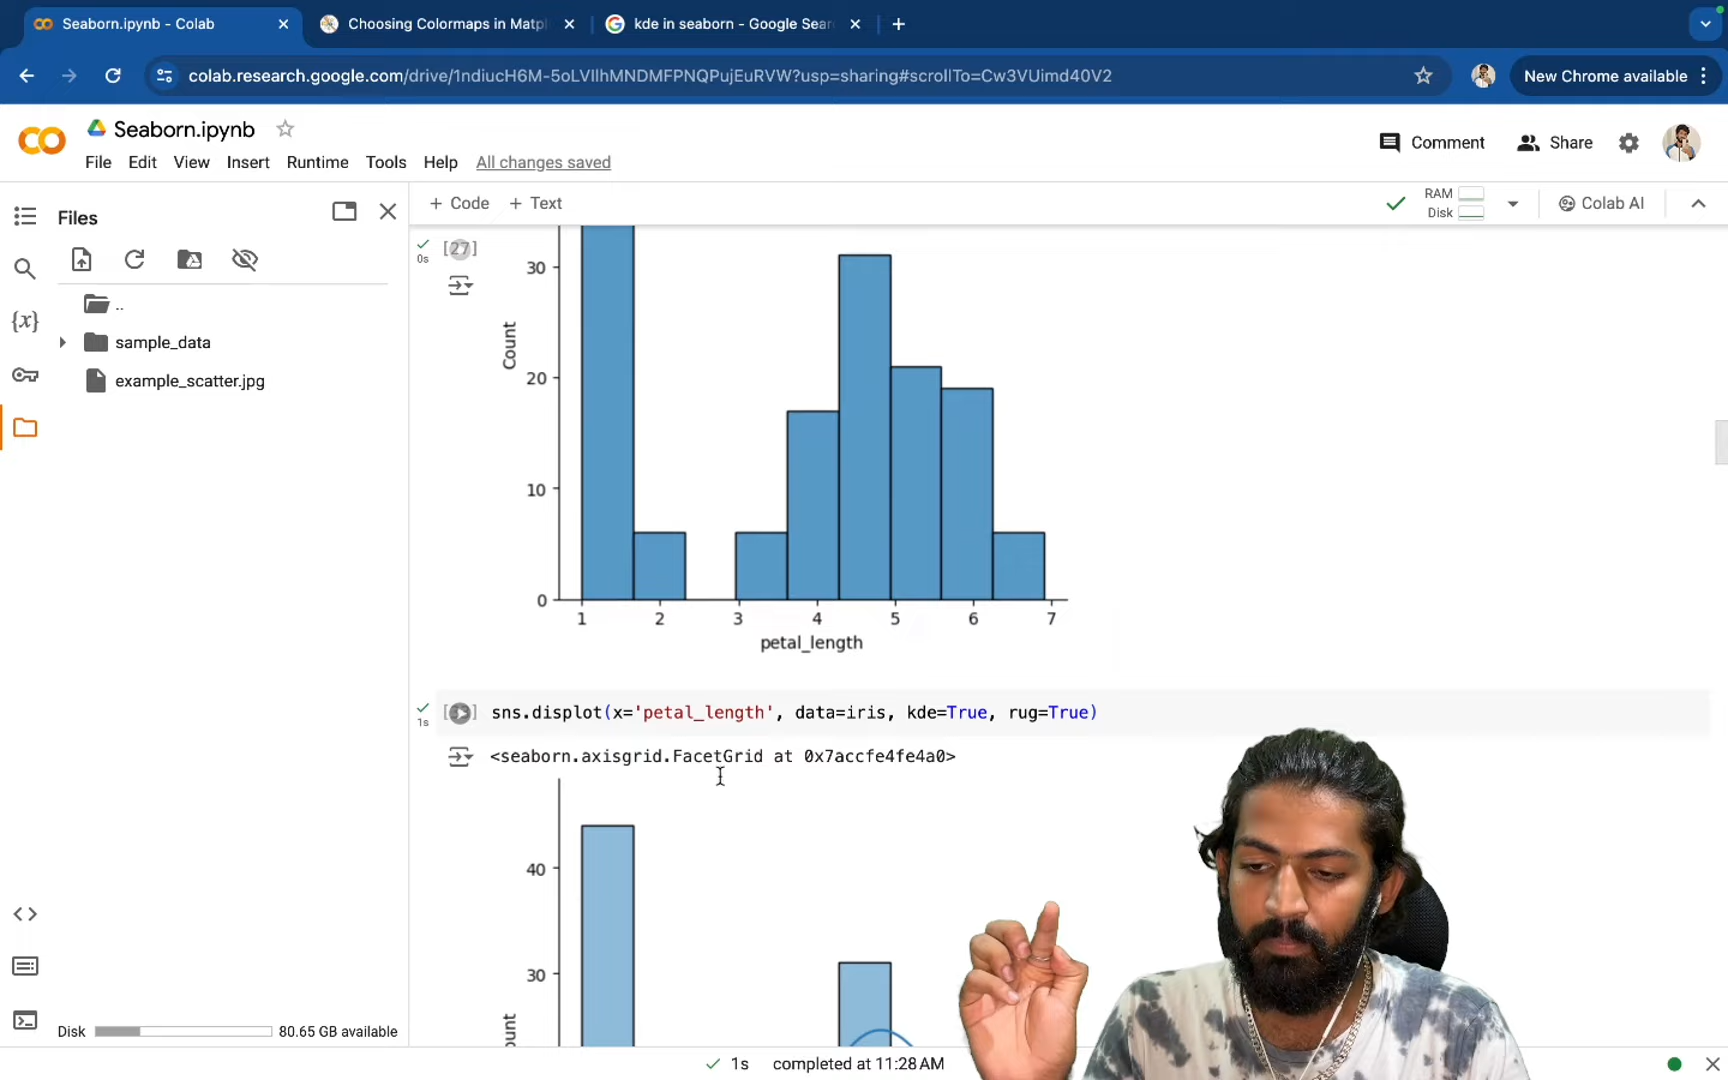 Seaborn.ipynb - Colab
Choosing Colormaps in Matpl
kde in seaborn - Google Sear
colab.research.google.com/drive/1ndiucH6M-5oLVIlhMNDMFPNQPujEuRVW?usp=sharing#scrollTo=Cw3VUimd40V2
New Chrome available
CO
Seaborn.ipynb
File Edit View Insert Runtime Tools Help All changes saved
Comment Share
Files
+ Code + Text
RAM
Disk
Colab AI
..
sample_data
example_scatter.jpg
{x}
[27]
0s
30
20
10
0
Count
1 2 3 4 5 6 7
petal_length
1s
sns.displot(x='petal_length', data=iris, kde=True, rug=True)
<seaborn.axisgrid.FacetGrid at 0x7accfe4fe4a0>
40
30
ount
Disk 80.65 GB available
1s completed at 11:28 AM